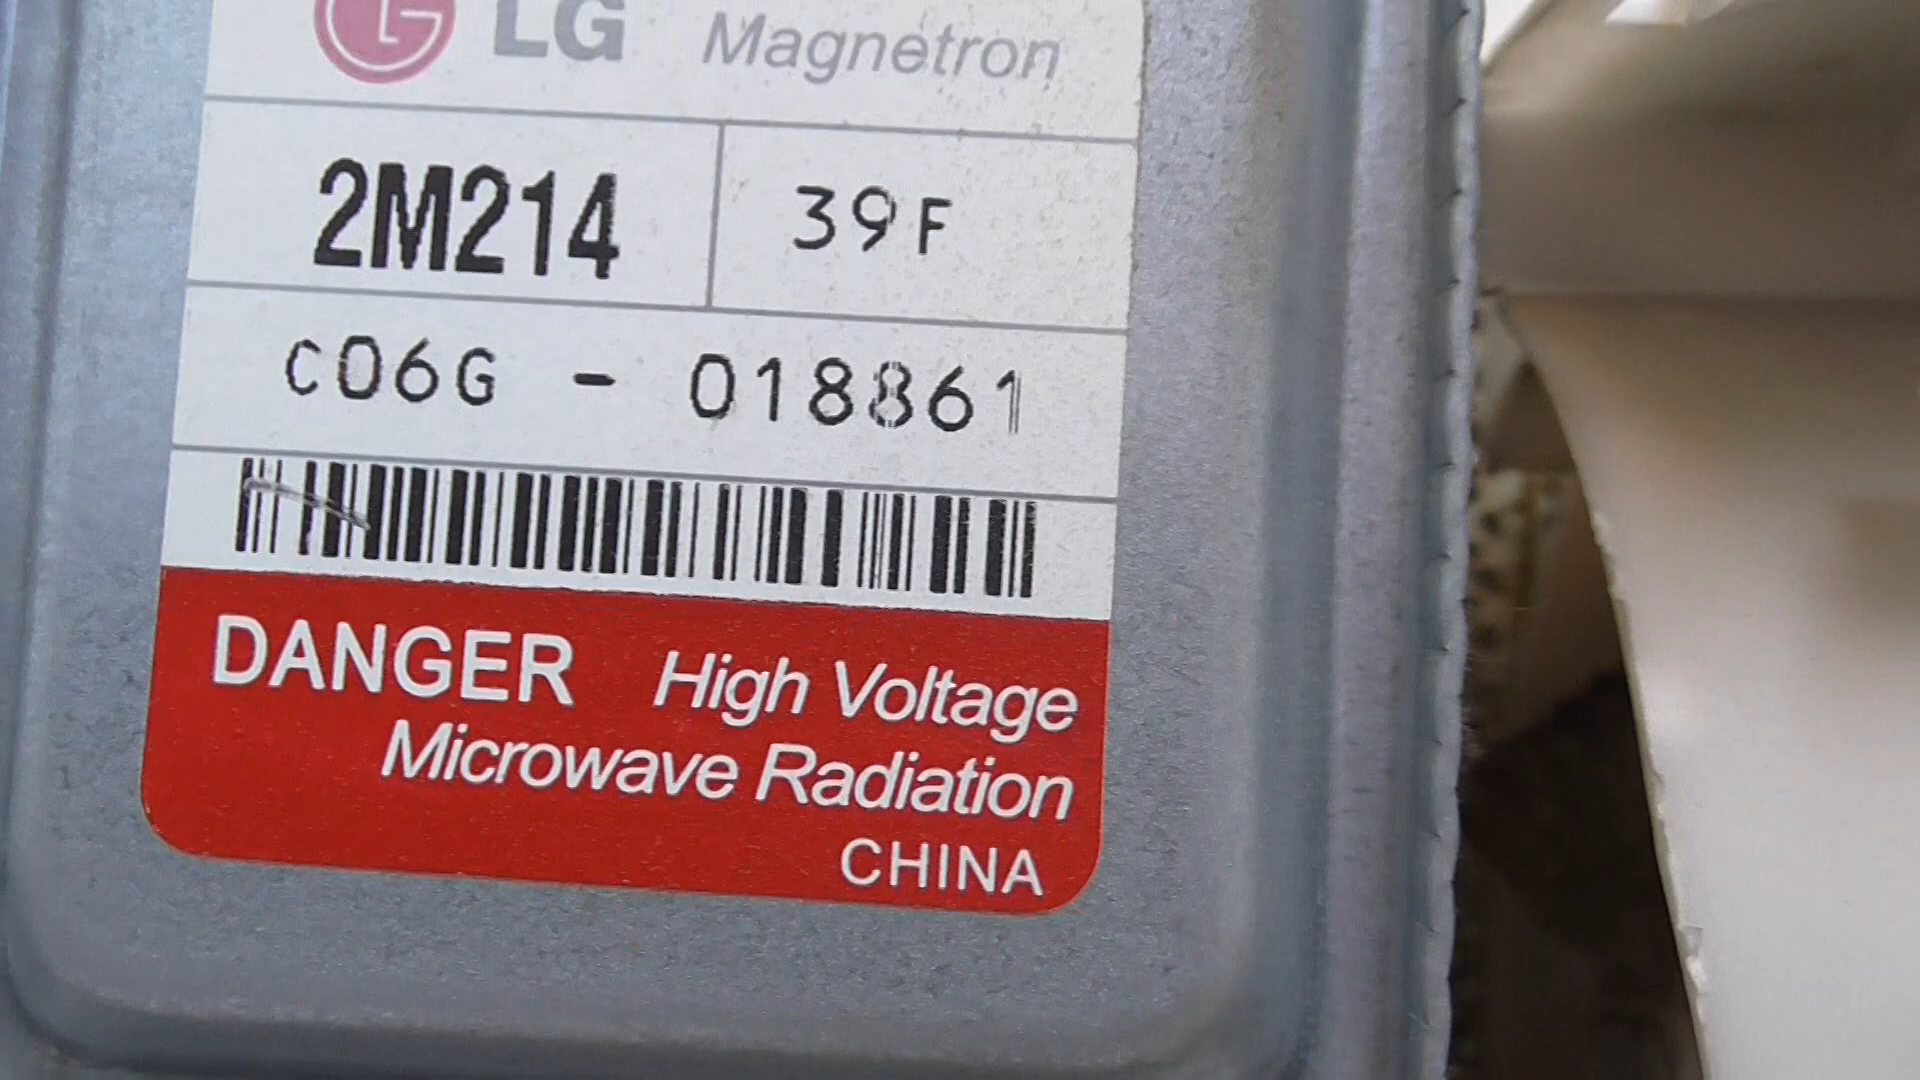 LG Magnetron
2M214 39F
C06G - 018861
DANGER High Voltage
Microwave Radiation
CHINA